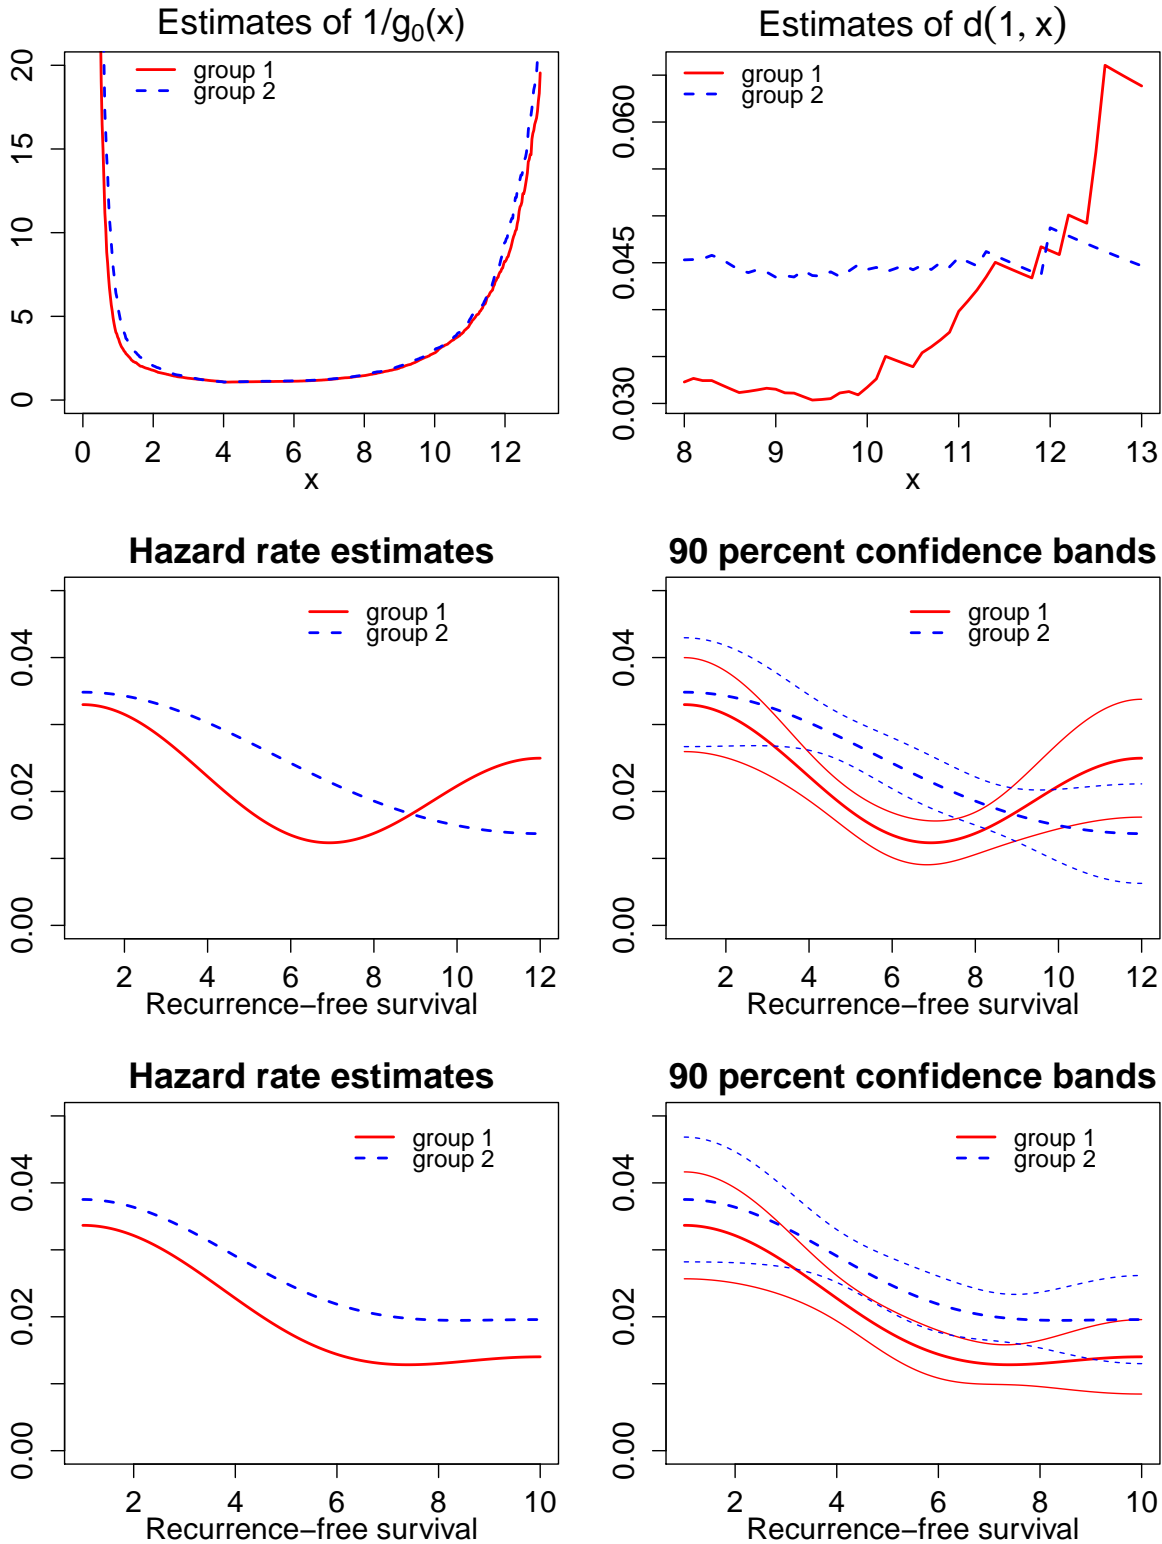 Estimates of 1/g₀(x)
group 1
group 2
0 5 10 15 20
0 2 4 6 8 10 12
x
Estimates of d(1, x)
group 1
group 2
0.030 0.045 0.060
8 9 10 11 12 13
x
Hazard rate estimates
group 1
group 2
0.00 0.02 0.04
2 4 6 8 10 12
Recurrence−free survival
90 percent confidence bands
group 1
group 2
0.00 0.02 0.04
2 4 6 8 10 12
Recurrence−free survival
Hazard rate estimates
group 1
group 2
0.00 0.02 0.04
2 4 6 8 10
Recurrence−free survival
90 percent confidence bands
group 1
group 2
0.00 0.02 0.04
2 4 6 8 10
Recurrence−free survival